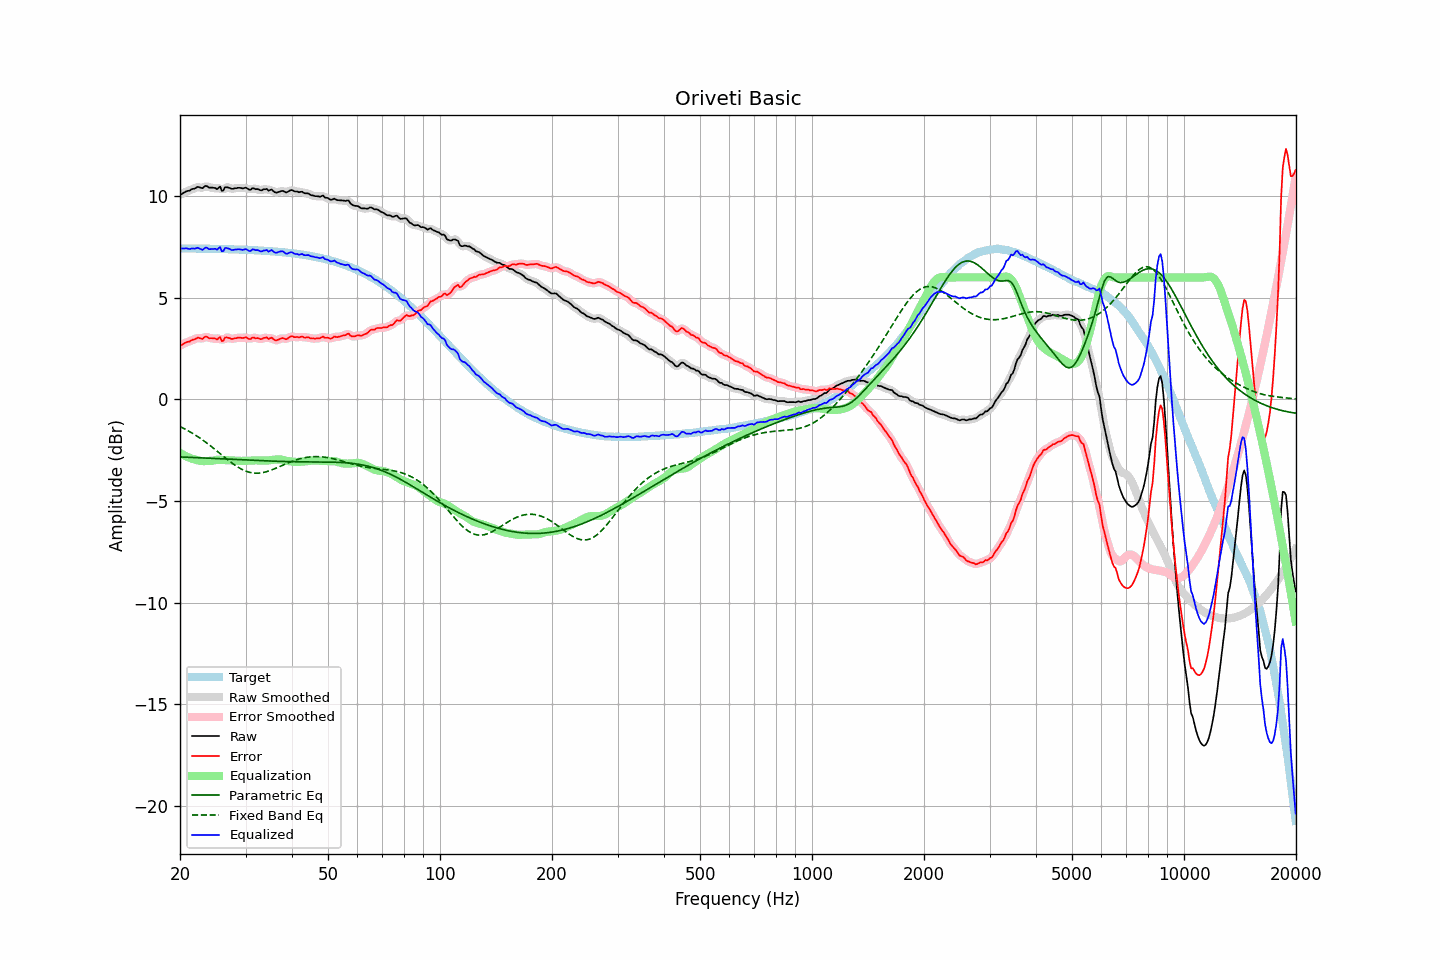 Oriveti Basic
Amplitude (dBr)
10
5
0
−5
−10
−15
−20
Target
Raw Smoothed
Error Smoothed
Raw
Error
Equalization
Parametric Eq
Fixed Band Eq
Equalized
20 50 100 200 500 1000 2000 5000 10000 20000
Frequency (Hz)